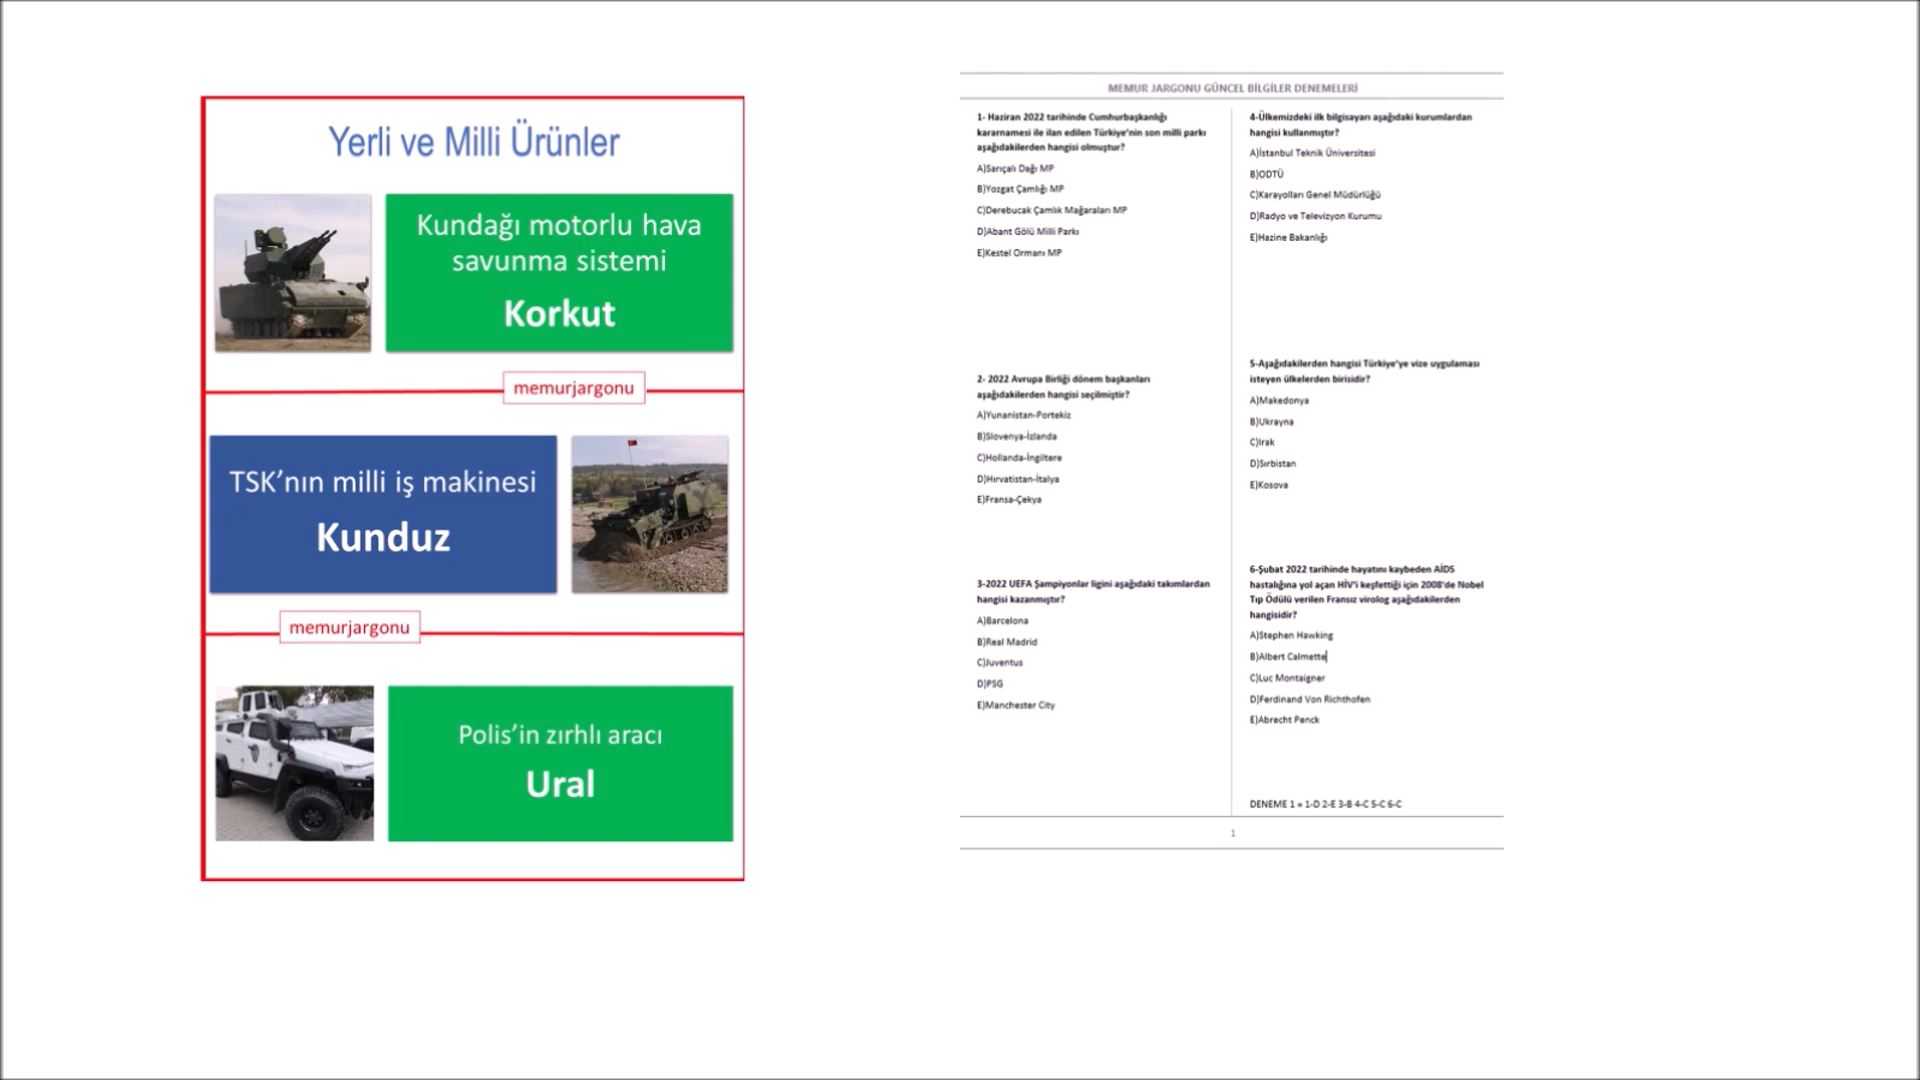 Yerli ve Milli Ürünler
Kundağı motorlu hava
savunma sistemi
Korkut
memurjargonu
TSK’nın milli iş makinesi
Kunduz
memurjargonu
Polis’in zırhlı aracı
Ural
MEMUR JARGONU GÜNCEL BİLGİLER DENEMELERİ
1- Haziran 2022 tarihinde Cumhurbaşkanlığı
kararnamesi ile ilan edilen Türkiye'nin son milli parkı
aşağıdakilerden hangisi olmuştur?
A)Sarıçalı Dağı MP
B)Yozgat Çamlığı MP
C)Derebucak Çamlık Mağaraları MP
D)Abant Gölü Milli Parkı
E)Kestel Ormanı MP
2- 2022 Avrupa Birliği dönem başkanları
aşağıdakilerden hangisi seçilmiştir?
A)Yunanistan-Portekiz
B)Slovenya-İzlanda
C)Hollanda-İngiltere
D)Hırvatistan-İtalya
E)Fransa-Çekya
3-2022 UEFA Şampiyonlar ligini aşağıdaki takımlardan
hangisi kazanmıştır?
A)Barcelona
B)Real Madrid
C)Juventus
D)PSG
E)Manchester City
4-Ülkemizdeki ilk bilgisayarı aşağıdaki kurumlardan
hangisi kullanmıştır?
A)İstanbul Teknik Üniversitesi
B)ODTÜ
C)Karayolları Genel Müdürlüğü
D)Radyo ve Televizyon Kurumu
E)Hazine Bakanlığı
5-Aşağıdakilerden hangisi Türkiye'ye vize uygulaması
isteyen ülkelerden birisidir?
A)Makedonya
B)Ukrayna
C)Irak
D)Sırbistan
E)Kosova
6-Şubat 2022 tarihinde hayatını kaybeden AİDS
hastalığına yol açan HİV'i keşfettiği için 2008'de Nobel
Tıp Ödülü verilen Fransız virolog aşağıdakilerden
hangisidir?
A)Stephen Hawking
B)Albert Calmette
C)Luc Montaigner
D)Ferdinand Von Richthofen
E)Abrecht Penck
DENEME 1 = 1-D 2-E 3-B 4-C 5-C 6-C
1